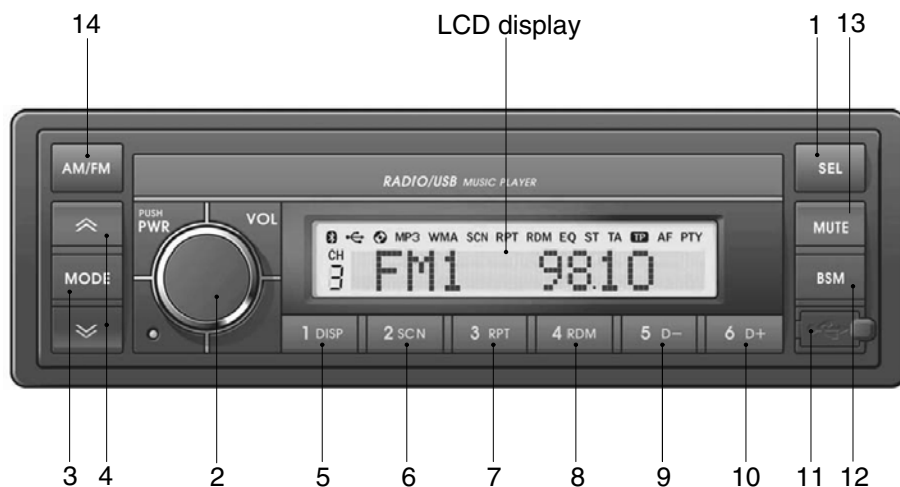 14 LCD display 1 13
AM/FM SEL
RADIO/USB MUSIC PLAYER
PUSH PWR VOL MUTE
MP3 WMA SCN RPT RDM EQ ST TA TP AF PTY
CH 3 FM1 98.10
MODE BSM
1 DISP 2 SCN 3 RPT 4 RDM 5 D− 6 D+
3 4 2 5 6 7 8 9 10 11 12